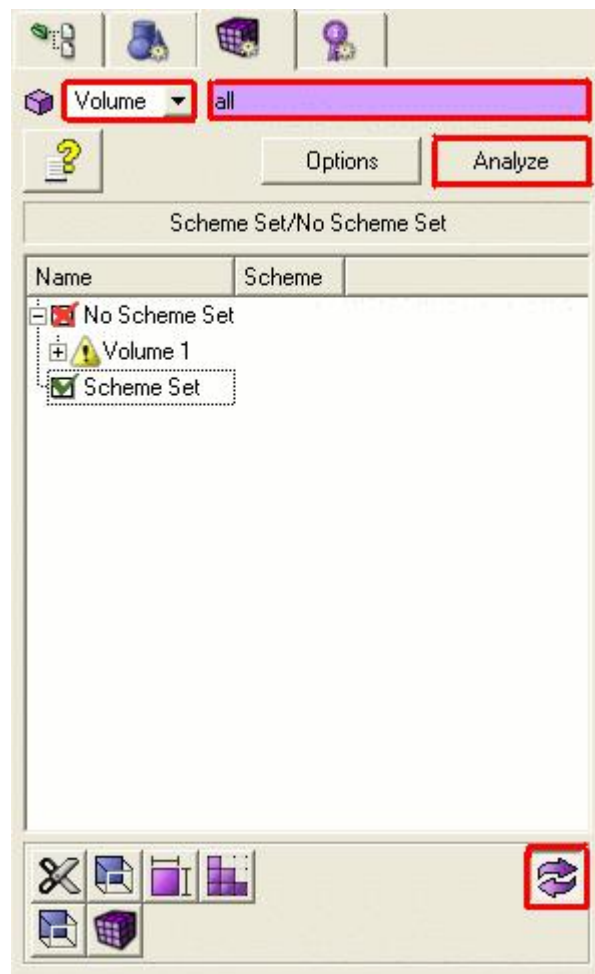 Volume all
Options Analyze
Scheme Set/No Scheme Set
Name Scheme
No Scheme Set
Volume 1
Scheme Set